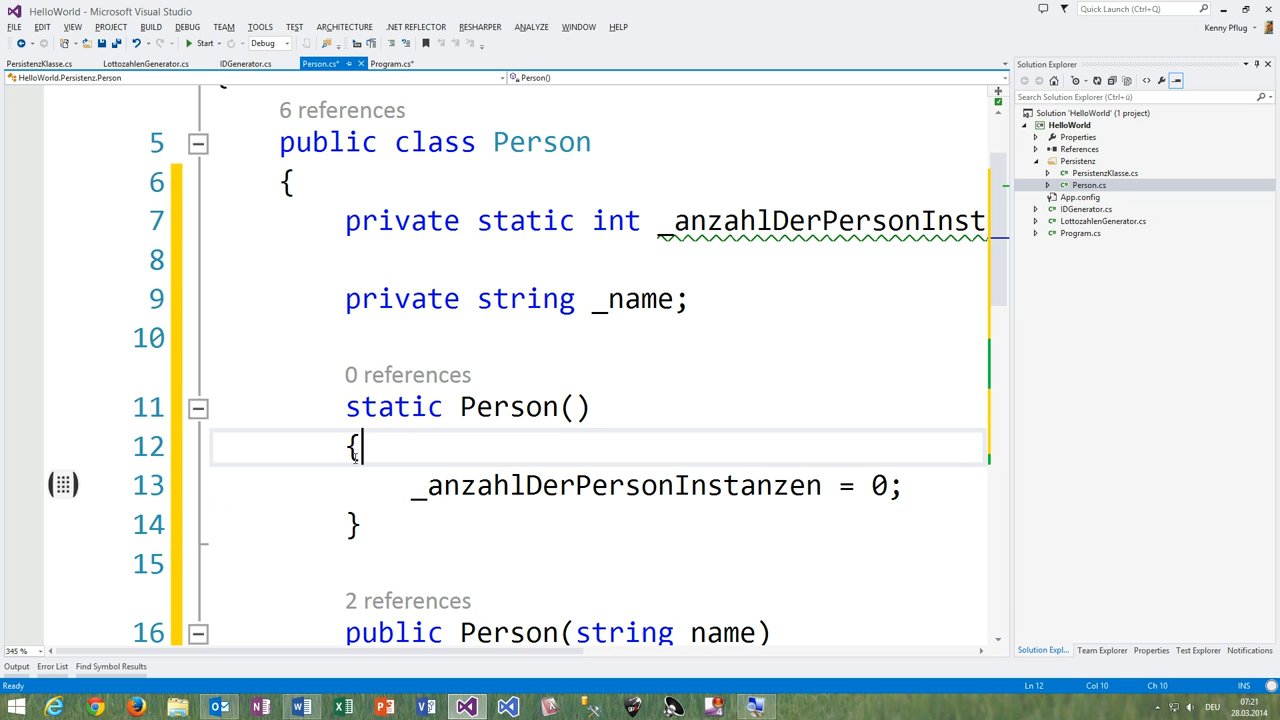 HelloWorld - Microsoft Visual Studio
Quick Launch (Ctrl+Q)
FILE EDIT VIEW PROJECT BUILD DEBUG TEAM TOOLS TEST ARCHITECTURE .NET REFLECTOR RESHARPER ANALYZE WINDOW HELP
Kenny Pflug
Start
Debug
PersistenzKlasse.cs LottozahlenGenerator.cs IDGenerator.cs Person.cs* Program.cs*
HelloWorld.Persistenz.Person
Person()
6 references
5 public class Person
6 {
7 private static int _anzahlDerPersonInst
8
9 private string _name;
10
0 references
11 static Person()
12 {
13 _anzahlDerPersonInstanzen = 0;
14 }
15
2 references
16 public Person(string name)
345 %
Solution Explorer
Search Solution Explorer (Ctrl+ü)
Solution 'HelloWorld' (1 project)
HelloWorld
Properties
References
Persistenz
PersistenzKlasse.cs
Person.cs
App.config
IDGenerator.cs
LottozahlenGenerator.cs
Program.cs
Solution Expl... Team Explorer Properties Test Explorer Notifications
Output Error List Find Symbol Results
Ready
Ln 12 Col 10 Ch 10 INS
DEU
07:21
28.03.2014